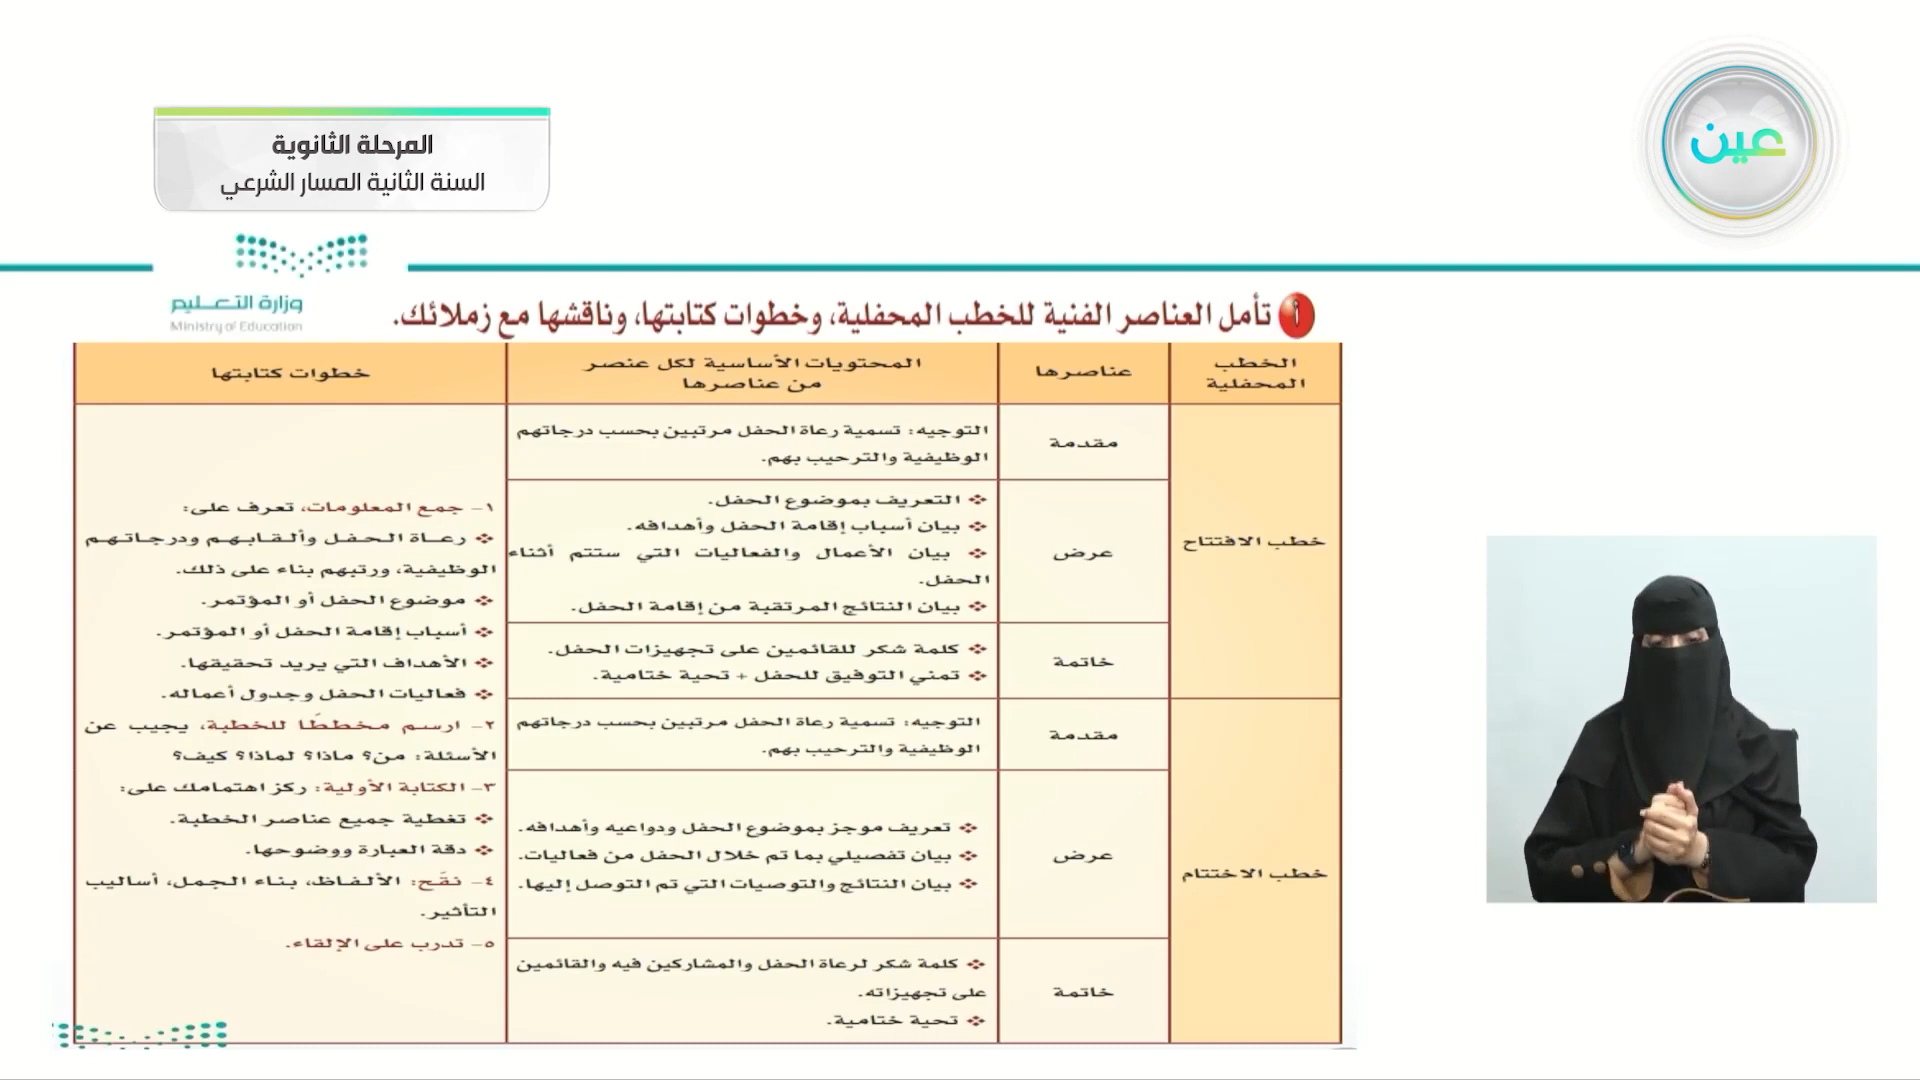 المرحلة الثانوية
السنة الثانية المسار الشرعي
عين
وزارة التعليم
Ministry of Education
أ تأمل العناصر الفنية للخطب المحفلية، وخطوات كتابتها، وناقشها مع زملائك.
الخطب
المحفلية
عناصرها
المحتويات الأساسية لكل عنصر
من عناصرها
خطوات كتابتها
خطب الافتتاح
مقدمة
التوجيه: تسمية رعاة الحفل مرتبين بحسب درجاتهم
الوظيفية والترحيب بهم.
عرض
التعريف بموضوع الحفل.
بيان أسباب إقامة الحفل وأهدافه.
بيان الأعمال والفعاليات التي ستتم أثناء
الحفل.
بيان النتائج المرتقبة من إقامة الحفل.
خاتمة
كلمة شكر للقائمين على تجهيزات الحفل.
تمني التوفيق للحفل + تحية ختامية.
خطب الاختتام
مقدمة
التوجيه: تسمية رعاة الحفل مرتبين بحسب درجاتهم
الوظيفية والترحيب بهم.
عرض
تعريف موجز بموضوع الحفل ودواعيه وأهدافه.
بيان تفصيلي بما تم خلال الحفل من فعاليات.
بيان النتائج والتوصيات التي تم التوصل إليها.
خاتمة
كلمة شكر لرعاة الحفل والمشاركين فيه والقائمين
على تجهيزاته.
تحية ختامية.
١- جمع المعلومات، تعرف على:
رعاة الحفل وألقابهم ودرجاتهم
الوظيفية، ورتبهم بناء على ذلك.
موضوع الحفل أو المؤتمر.
أسباب إقامة الحفل أو المؤتمر.
الأهداف التي يريد تحقيقها.
فعاليات الحفل وجدول أعماله.
٢- ارسم مخططًا للخطبة، يجيب عن
الأسئلة: من؟ ماذا؟ لماذا؟ كيف؟
٣- الكتابة الأولية: ركز اهتمامك على:
تغطية جميع عناصر الخطبة.
دقة العبارة ووضوحها.
٤- نقّح: الألفاظ، بناء الجمل، أساليب
التأثير.
٥- تدرب على الإلقاء.